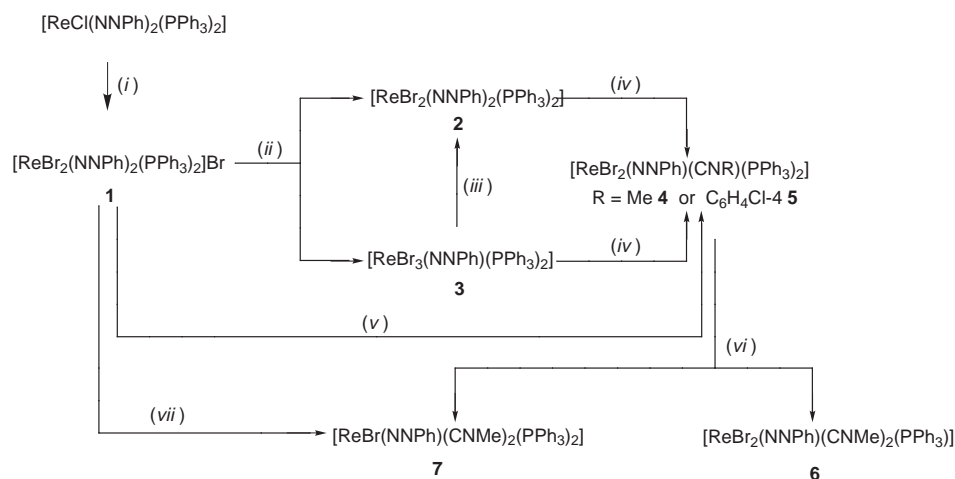 [ReCl(NNPh)2(PPh3)2]
(i)
[ReBr2(NNPh)2(PPh3)2]Br
1
(ii)
[ReBr2(NNPh)2(PPh3)2]
2
(iii)
[ReBr3(NNPh)(PPh3)2]
3
(iv)
(iv)
[ReBr2(NNPh)(CNR)(PPh3)2]
R = Me 4 or C6H4Cl-4 5
(v)
(vi)
(vii)
[ReBr(NNPh)(CNMe)2(PPh3)2]
7
[ReBr2(NNPh)(CNMe)2(PPh3)]
6